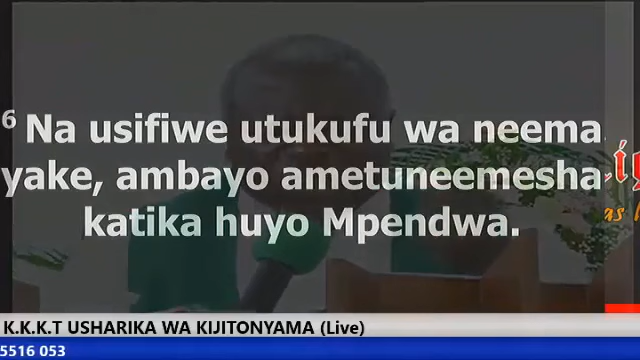 6 Na usifiwe utukufu wa neema
yake, ambayo ametuneemesha
katika huyo Mpendwa.
K.K.K.T USHARIKA WA KIJITONYAMA (Live)
5516 053